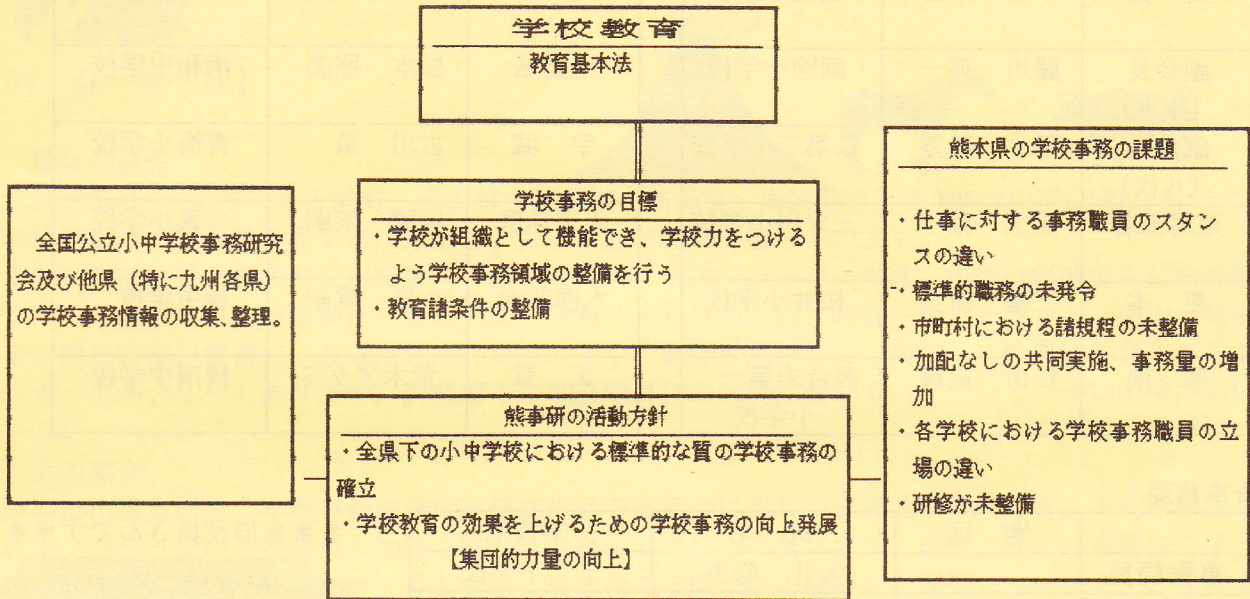 学校教育
教育基本法
全国公立小中学校事務研究
会及び他県（特に九州各県）
の学校事務情報の収集、整理。
学校事務の目標
・学校が組織として機能でき、学校力をつける
よう学校事務領域の整備を行う
・教育諸条件の整備
熊本県の学校事務の課題
・仕事に対する事務職員のスタン
スの違い
・標準的職務の未発令
・市町村における諸規程の未整備
・加配なしの共同実施、事務量の増
加
・各学校における学校事務職員の立
場の違い
・研修が未整備
熊事研の活動方針
・全県下の小中学校における標準的な質の学校事務の
確立
・学校教育の効果を上げるための学校事務の向上発展
【集団的力量の向上】